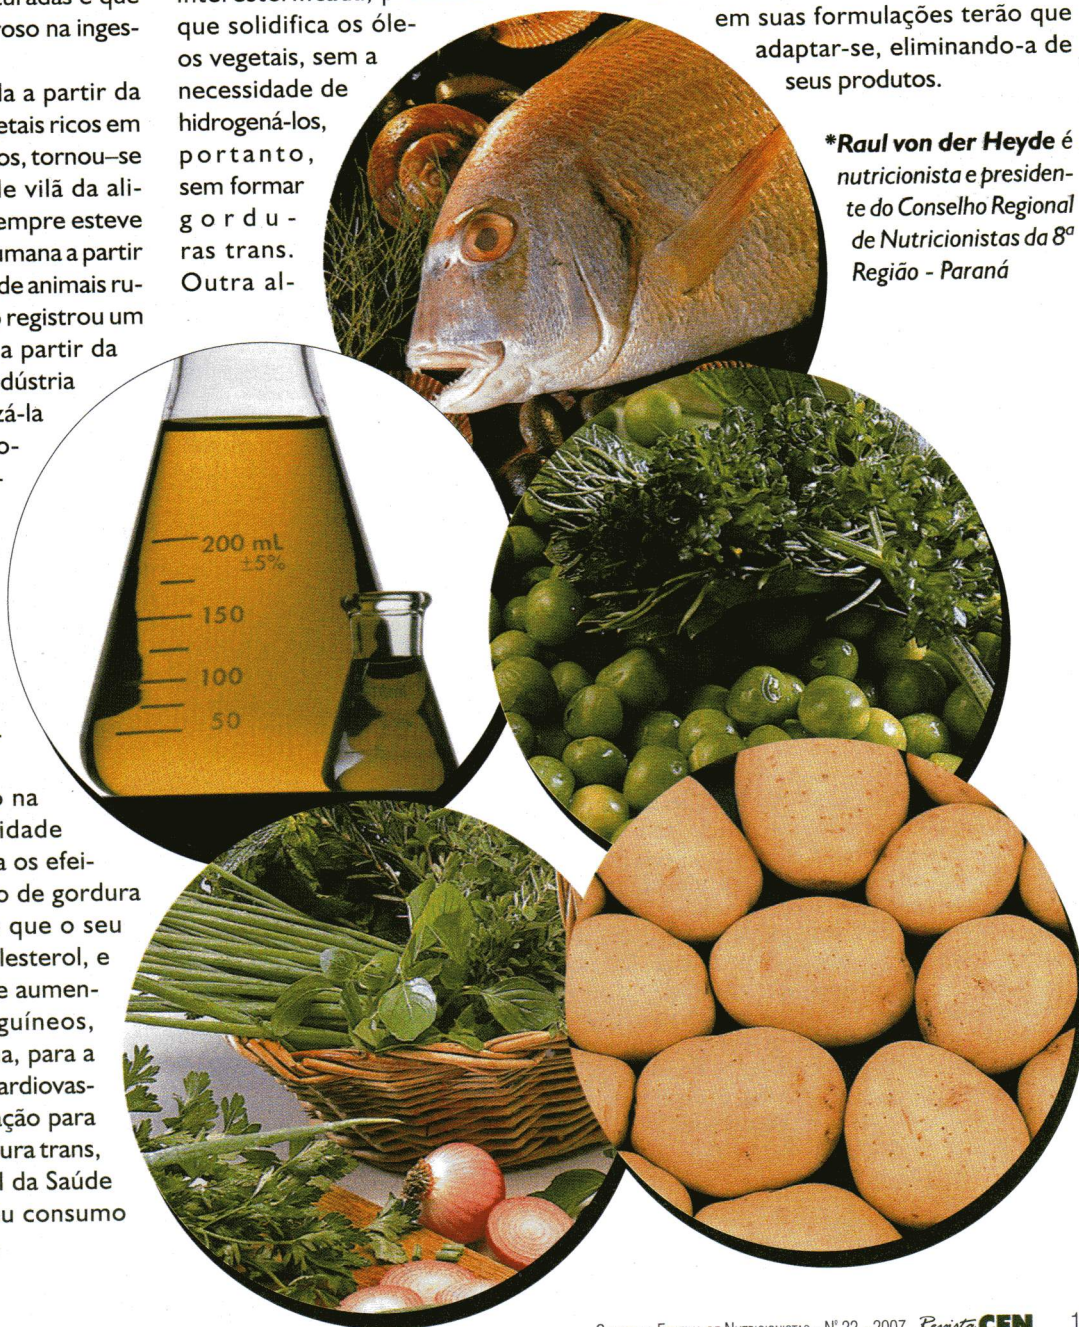 que
roso na inges-
a partir da
etais ricos em
os, tornou–se
vilã da ali-
empre esteve
umana a partir
de animais ru-
registrou um
a partir da
dústria
zá-la
o-
-
na
idade
a os efei-
o de gordura
que o seu
lesterol, e
e aumen-
guíneos,
a, para a
ardiovas-
ação para
ura trans,
da Saúde
u consumo
que solidifica os óle-
os vegetais, sem a
necessidade de
hidrogená-los,
portanto,
sem formar
gordu-
ras trans.
Outra al-
em suas formulações terão que
adaptar-se, eliminando-a de
seus produtos.
*Raul von der Heyde é
nutricionista e presiden-
te do Conselho Regional
de Nutricionistas da 8ª
Região - Paraná
200 mL
±5%
150
100
50
Nutricionistas Nº 22 2007 Revista CFN 1